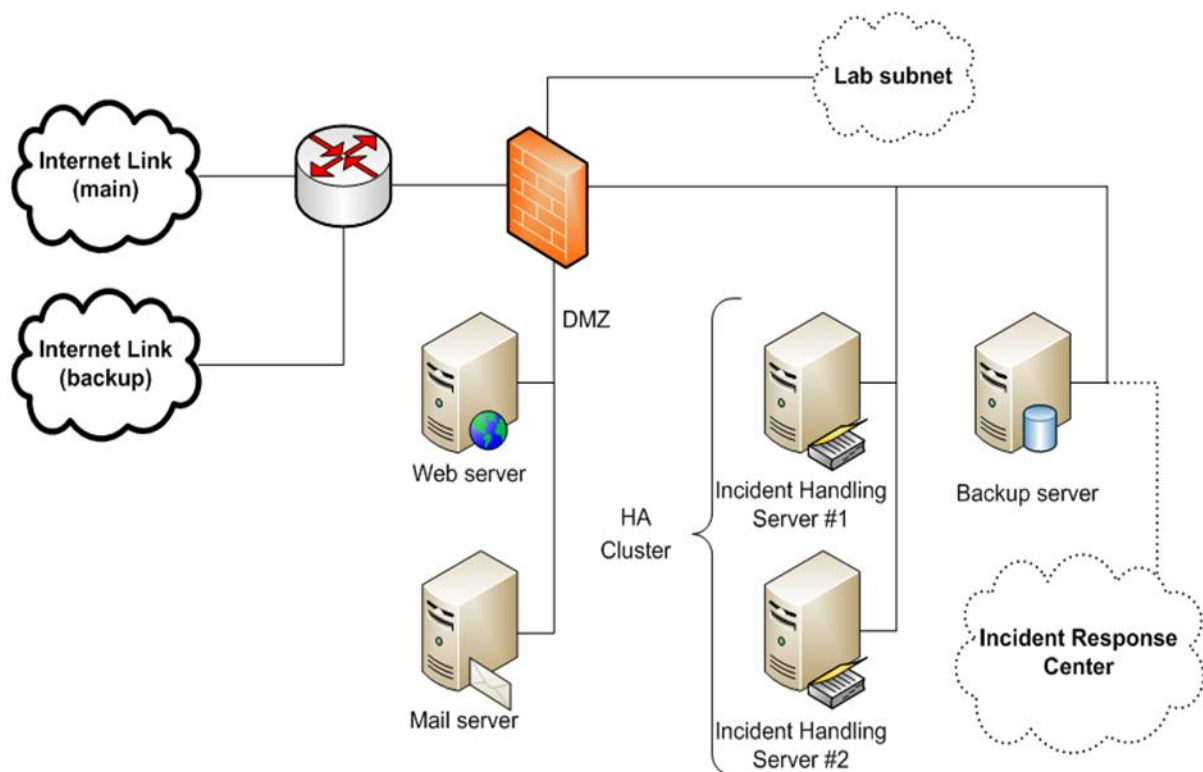 Lab subnet
Internet Link
(main)
Internet Link
(backup)
DMZ
Web server
Mail server
HA
Cluster
Incident Handling
Server #1
Backup server
Incident Handling
Server #2
Incident Response
Center